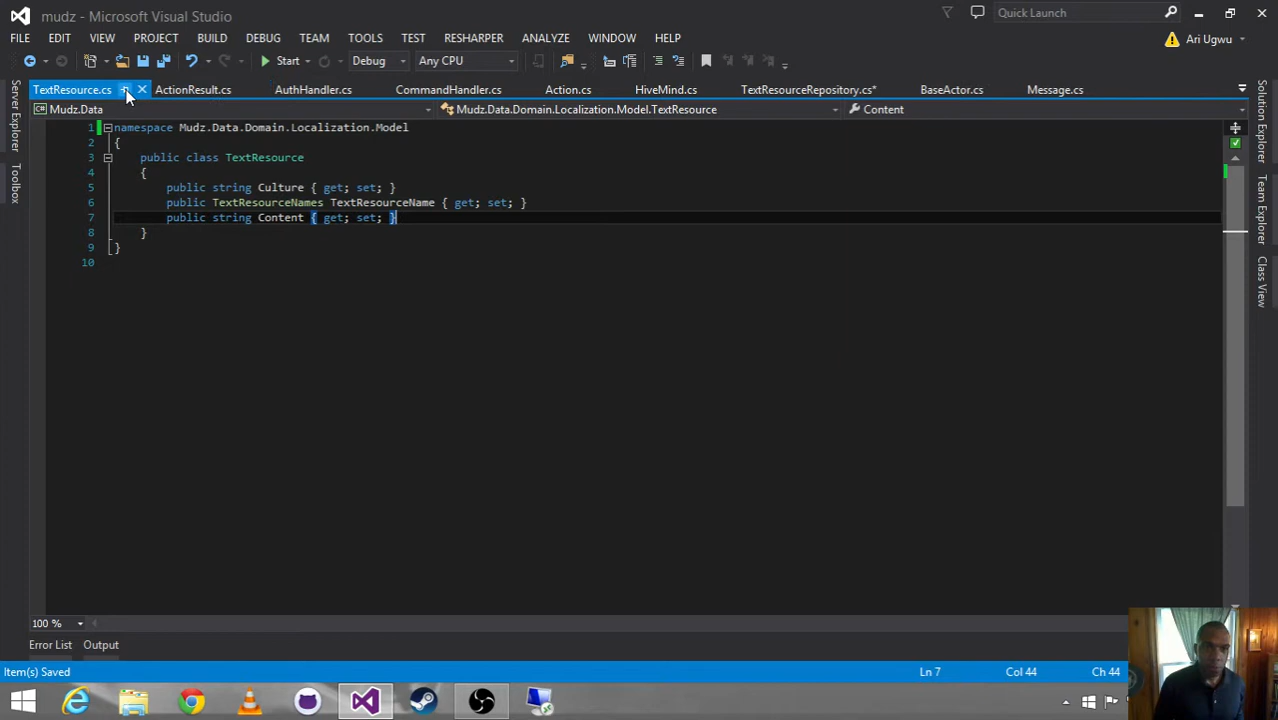 mudz - Microsoft Visual Studio
Quick Launch
FILE EDIT VIEW PROJECT BUILD DEBUG TEAM TOOLS TEST RESHARPER ANALYZE WINDOW HELP
Ari Ugwu
Start Debug Any CPU
TextResource.cs ActionResult.cs AuthHandler.cs CommandHandler.cs Action.cs HiveMind.cs TextResourceRepository.cs* BaseActor.cs Message.cs
Mudz.Data Mudz.Data.Domain.Localization.Model.TextResource Content
1 namespace Mudz.Data.Domain.Localization.Model
2 {
3 public class TextResource
4 {
5 public string Culture { get; set; }
6 public TextResourceNames TextResourceName { get; set; }
7 public string Content { get; set; }
8 }
9 }
10
Server Explorer
Toolbox
Solution Explorer
Team Explorer
Class View
100 %
Error List Output
Item(s) Saved Ln 7 Col 44 Ch 44